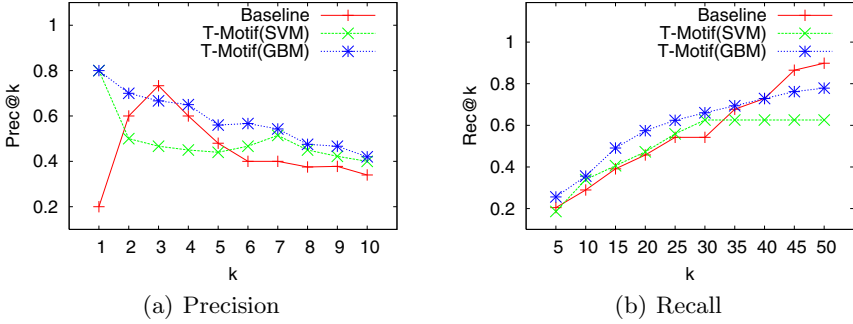 Baseline
T-Motif(SVM)
T-Motif(GBM)
1
0.8
0.6
0.4
0.2
Prec@k
1 2 3 4 5 6 7 8 9 10
k
(a) Precision
Baseline
T-Motif(SVM)
T-Motif(GBM)
1
0.8
0.6
0.4
0.2
Rec@k
5 10 15 20 25 30 35 40 45 50
k
(b) Recall